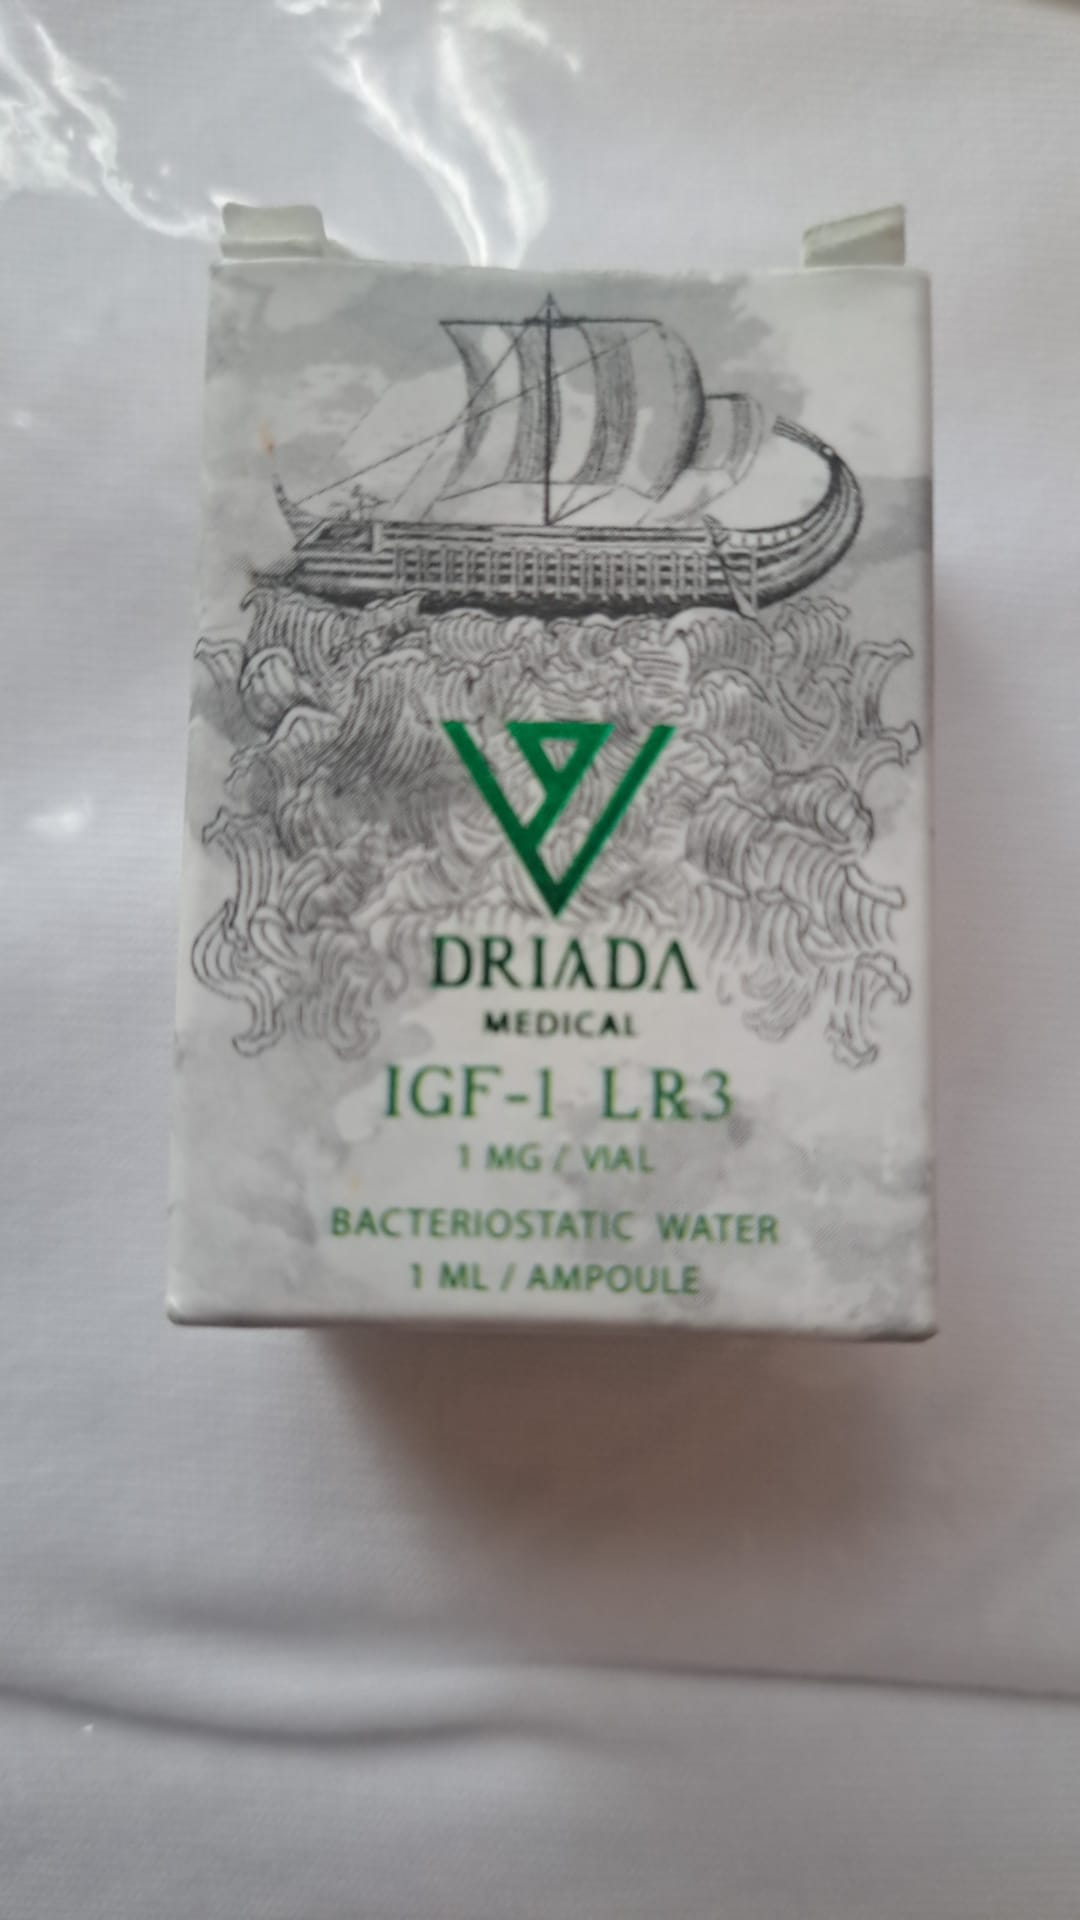 DRIADA
MEDICAL
IGF-1 LR3
1 MG / VIAL
BACTERIOSTATIC WATER
1 ML / AMPOULE